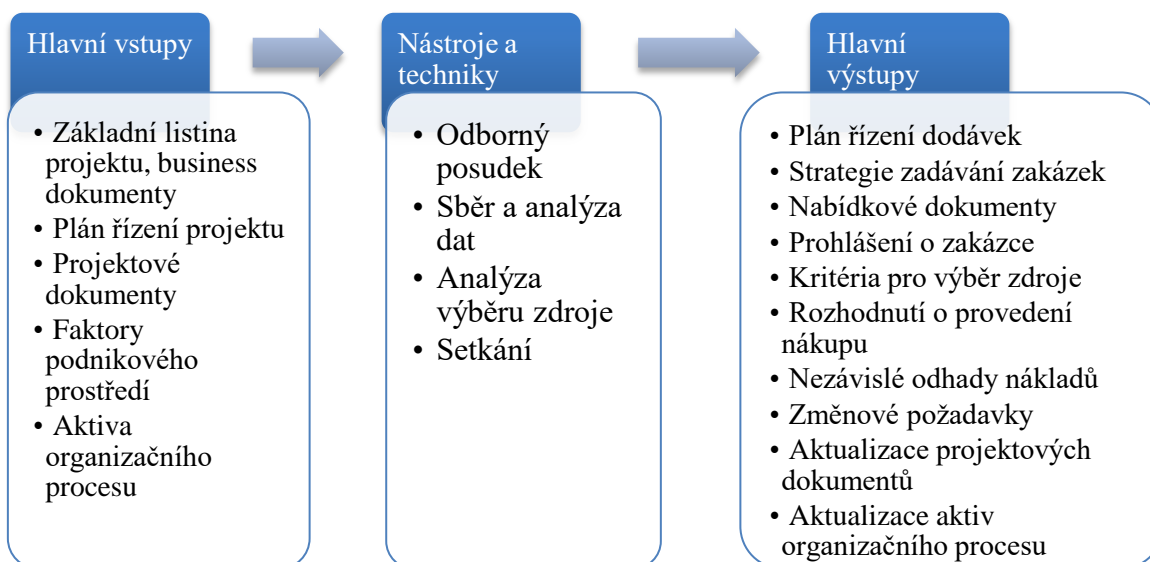 Hlavní vstupy
• Základní listina
projektu, business
dokumenty
• Plán řízení projektu
• Projektové
dokumenty
• Faktory
podnikového
prostředí
• Aktiva
organizačního
procesu
Nástroje a
techniky
• Odborný
posudek
• Sběr a analýza
dat
• Analýza
výběru zdroje
• Setkání
Hlavní
výstupy
• Plán řízení dodávek
• Strategie zadávání zakázek
• Nabídkové dokumenty
• Prohlášení o zakázce
• Kritéria pro výběr zdroje
• Rozhodnutí o provedení
nákupu
• Nezávislé odhady nákladů
• Změnové požadavky
• Aktualizace projektových
dokumentů
• Aktualizace aktiv
organizačního procesu